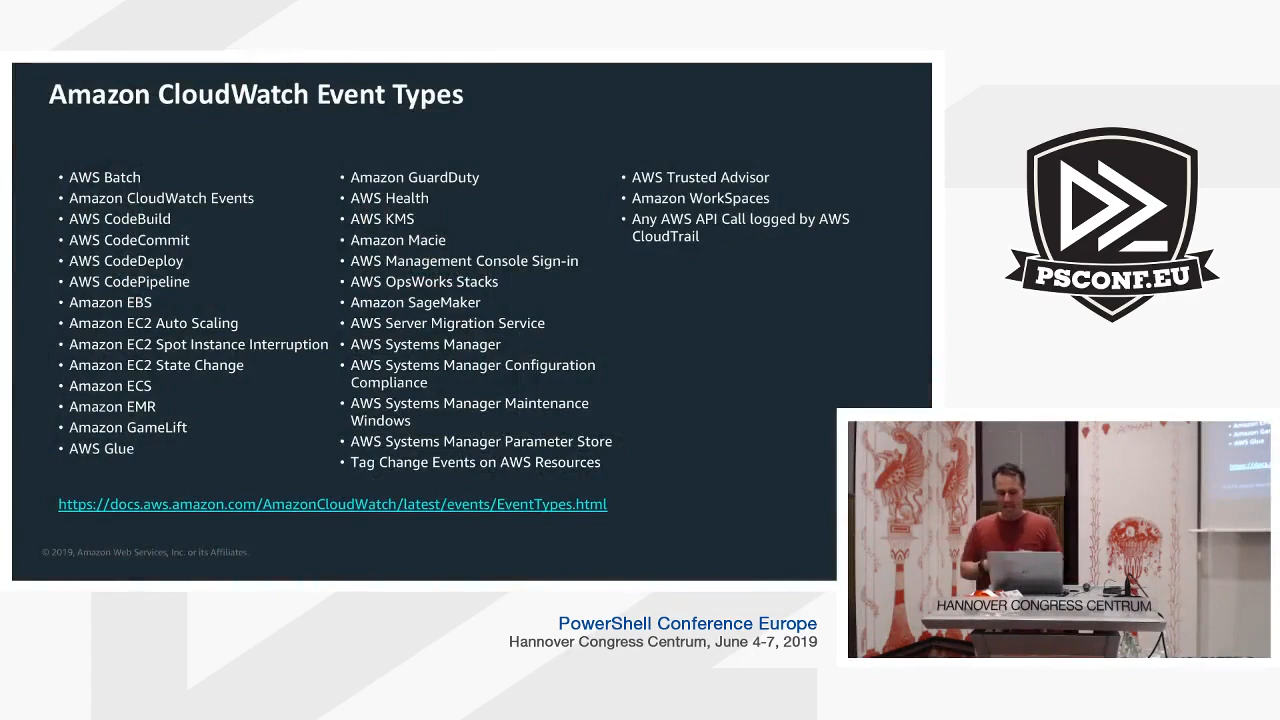 Amazon CloudWatch Event Types
• AWS Batch
• Amazon CloudWatch Events
• AWS CodeBuild
• AWS CodeCommit
• AWS CodeDeploy
• AWS CodePipeline
• Amazon EBS
• Amazon EC2 Auto Scaling
• Amazon EC2 Spot Instance Interruption
• Amazon EC2 State Change
• Amazon ECS
• Amazon EMR
• Amazon GameLift
• AWS Glue
• Amazon GuardDuty
• AWS Health
• AWS KMS
• Amazon Macie
• AWS Management Console Sign-in
• AWS OpsWorks Stacks
• Amazon SageMaker
• AWS Server Migration Service
• AWS Systems Manager
• AWS Systems Manager Configuration
Compliance
• AWS Systems Manager Maintenance
Windows
• AWS Systems Manager Parameter Store
• Tag Change Events on AWS Resources
• AWS Trusted Advisor
• Amazon WorkSpaces
• Any AWS API Call logged by AWS
CloudTrail
https://docs.aws.amazon.com/AmazonCloudWatch/latest/events/EventTypes.html
© 2019, Amazon Web Services, Inc. or its Affiliates.
PSCONF.EU
• Amazon Ga
• AWS Glue
https://docs.a
HANNOVER CONGRESS CENTRUM
PowerShell Conference Europe
Hannover Congress Centrum, June 4-7, 2019